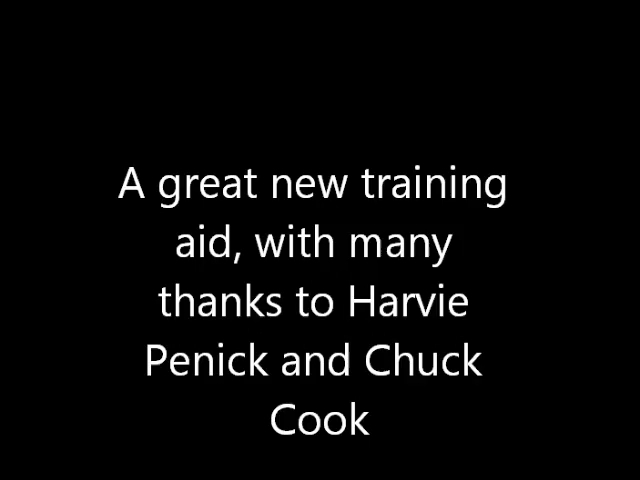 A great new training
aid, with many
thanks to Harvie
Penick and Chuck
Cook